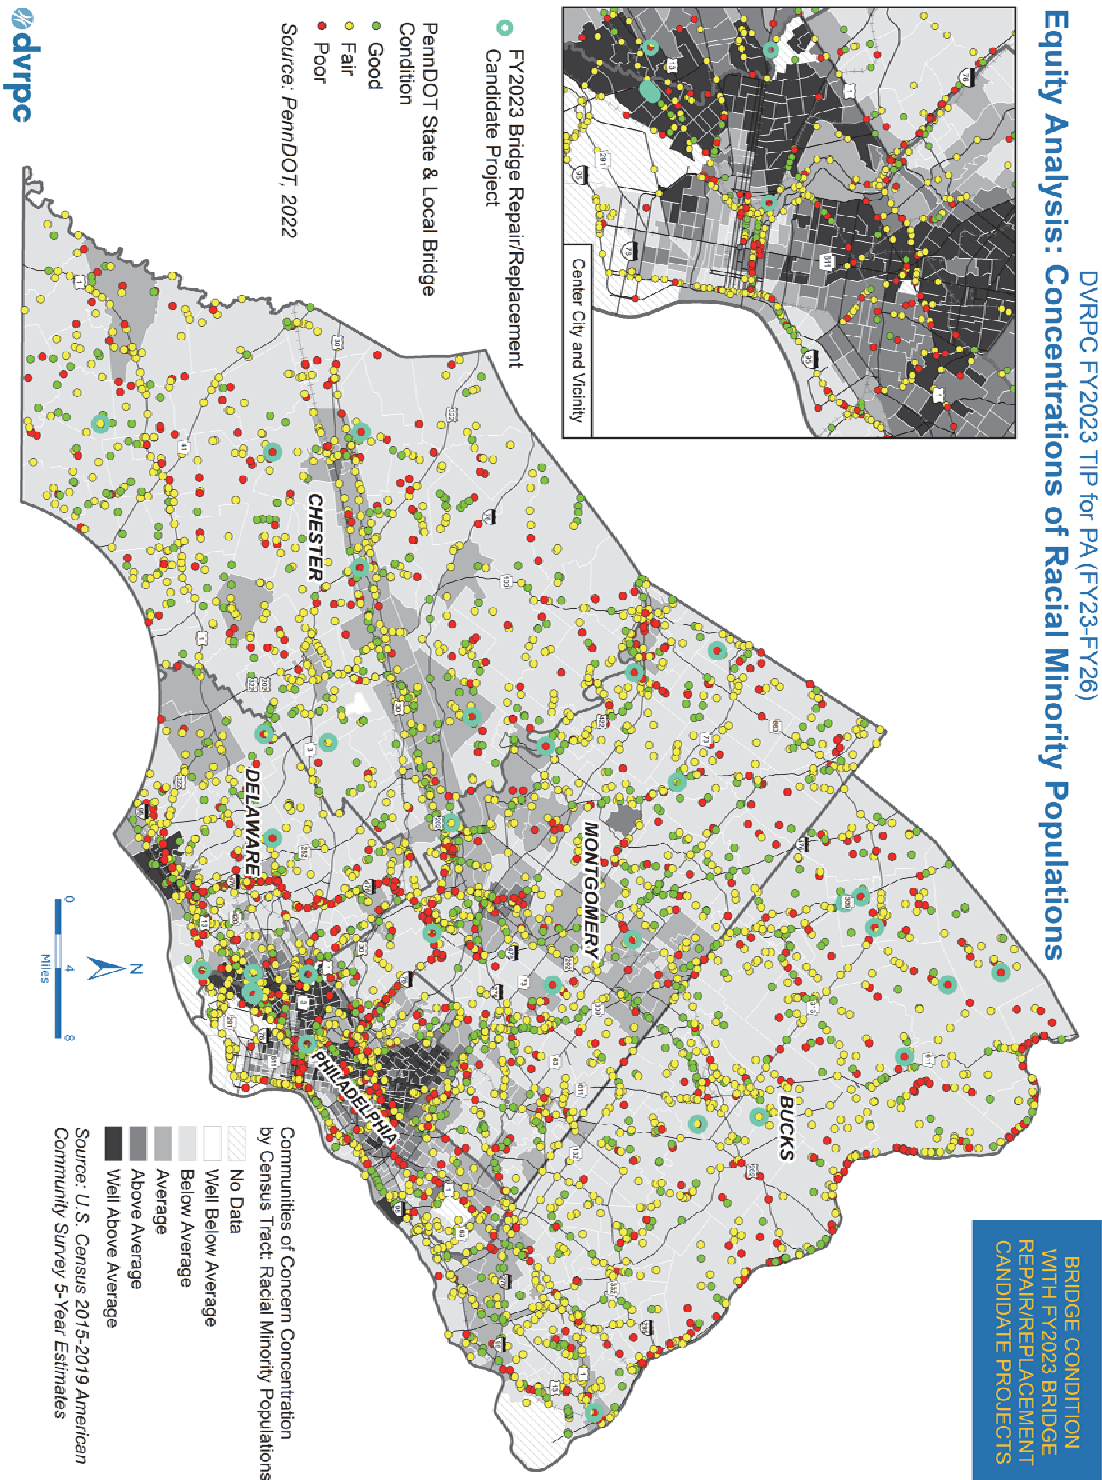 DVRPC FY2023 TIP for PA (FY23-FY26)
Equity Analysis: Concentrations of Racial Minority Populations
BRIDGE CONDITION
WITH FY2023 BRIDGE
REPAIR/REPLACEMENT
CANDIDATE PROJECTS
Center City and Vicinity
FY2023 Bridge Repair/Replacement
Candidate Project
PennDOT State & Local Bridge
Condition
Good
Fair
Poor
Source: PennDOT, 2022
CHESTER
DELAWARE
MONTGOMERY
PHILADELPHIA
BUCKS
Communities of Concern Concentration
by Census Tract: Racial Minority Populations
No Data
Well Below Average
Below Average
Average
Above Average
Well Above Average
Source: U.S. Census 2015-2019 American
Community Survey 5-Year Estimates
N
0 4 8
Miles
dvrpc